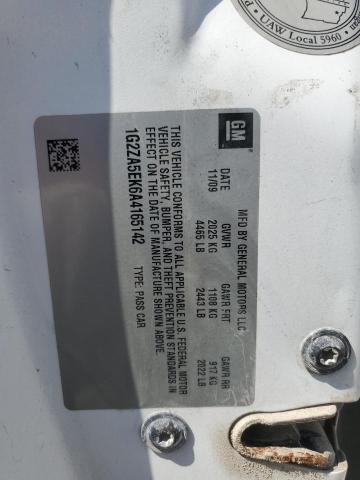 UAW Local 5960
GM
MFD BY GENERAL MOTORS LLC
DATE GVWR GAWR FRT GAWR RR
11/09 2025 KG 1108 KG 917 KG
4465 LB 2443 LB 2022 LB
THIS VEHICLE CONFORMS TO ALL APPLICABLE U.S. FEDERAL MOTOR
VEHICLE SAFETY, BUMPER, AND THEFT PREVENTION STANDARDS IN
EFFECT ON THE DATE OF MANUFACTURE SHOWN ABOVE.
1G2ZA5EK6A4165142 TYPE: PASS CAR